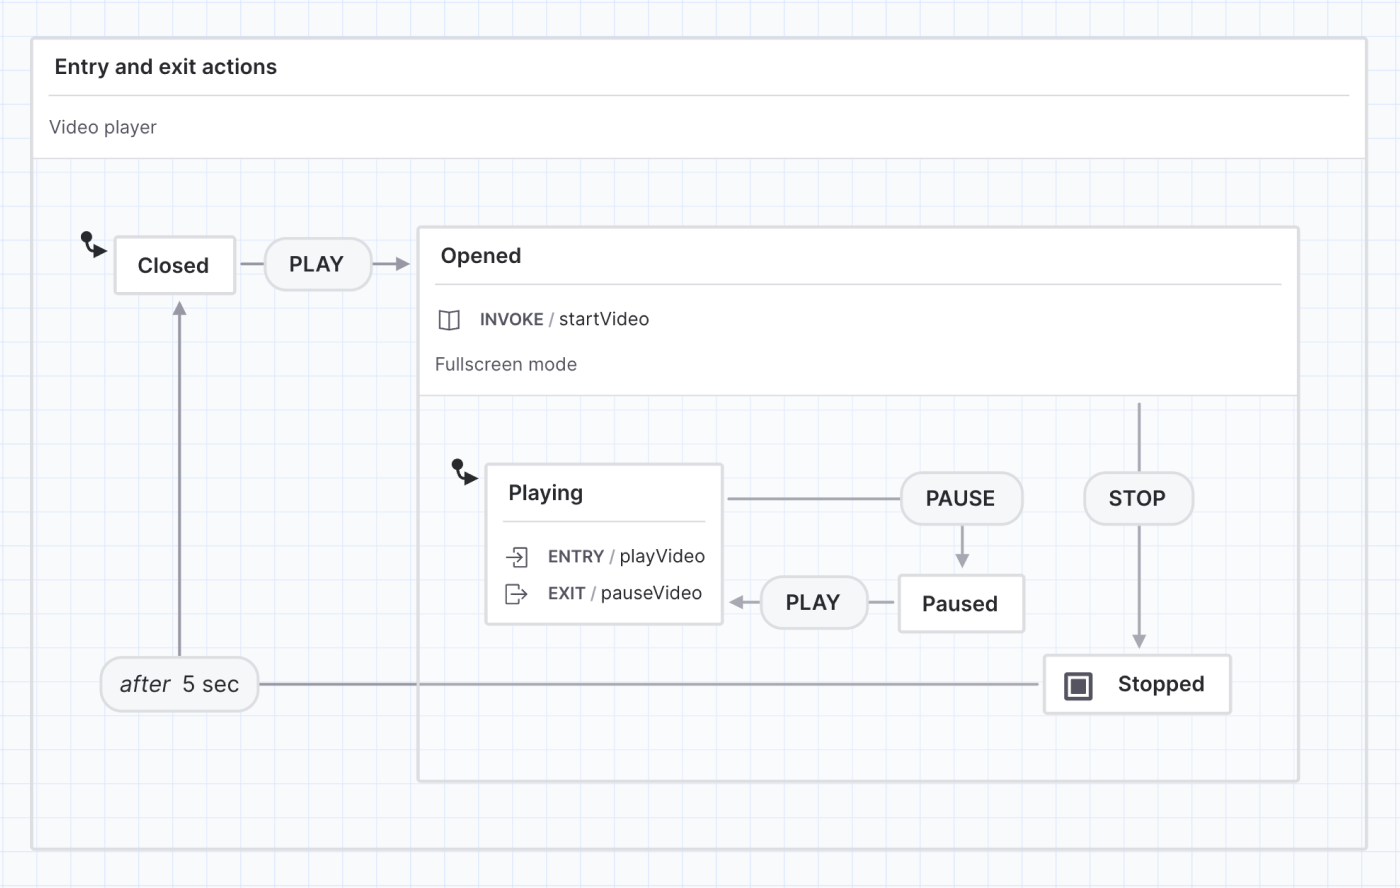 Entry and exit actions
Video player
Closed
PLAY
Opened
INVOKE / startVideo
Fullscreen mode
Playing
ENTRY / playVideo
EXIT / pauseVideo
PAUSE
STOP
PLAY
Paused
after 5 sec
Stopped